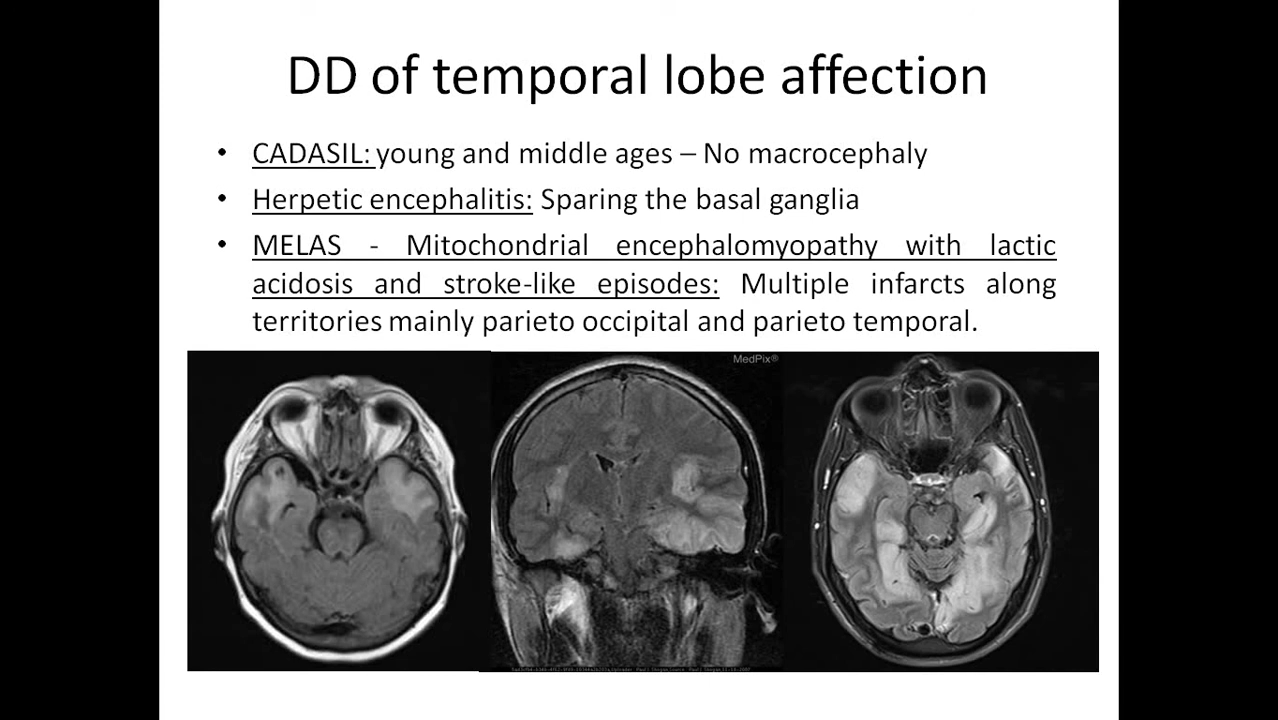 DD of temporal lobe affection
• CADASIL: young and middle ages – No macrocephaly
• Herpetic encephalitis: Sparing the basal ganglia
• MELAS - Mitochondrial encephalomyopathy with lactic
acidosis and stroke-like episodes: Multiple infarcts along
territories mainly parieto occipital and parieto temporal.
MedPix®